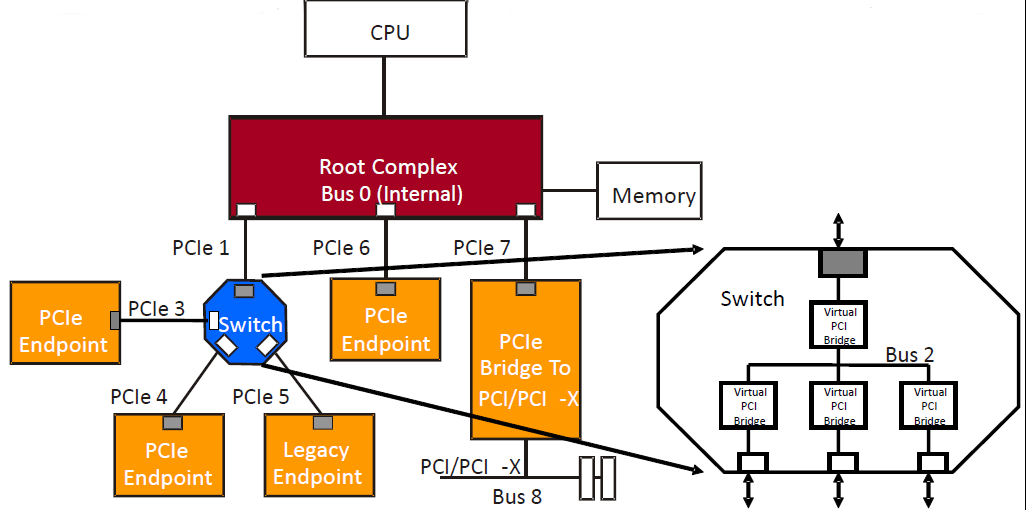 CPU
Root Complex
Bus 0 (Internal)
Memory
PCIe 1
PCIe 6
PCIe 7
PCIe
Endpoint
PCIe 3
Switch
PCIe
Endpoint
PCIe
Bridge To
PCI/PCI -X
PCIe 4
PCIe 5
PCIe
Endpoint
Legacy
Endpoint
PCI/PCI -X
Bus 8
Switch
Virtual
PCI
Bridge
Bus 2
Virtual
PCI
Bridge
Virtual
PCI
Bridge
Virtual
PCI
Bridge